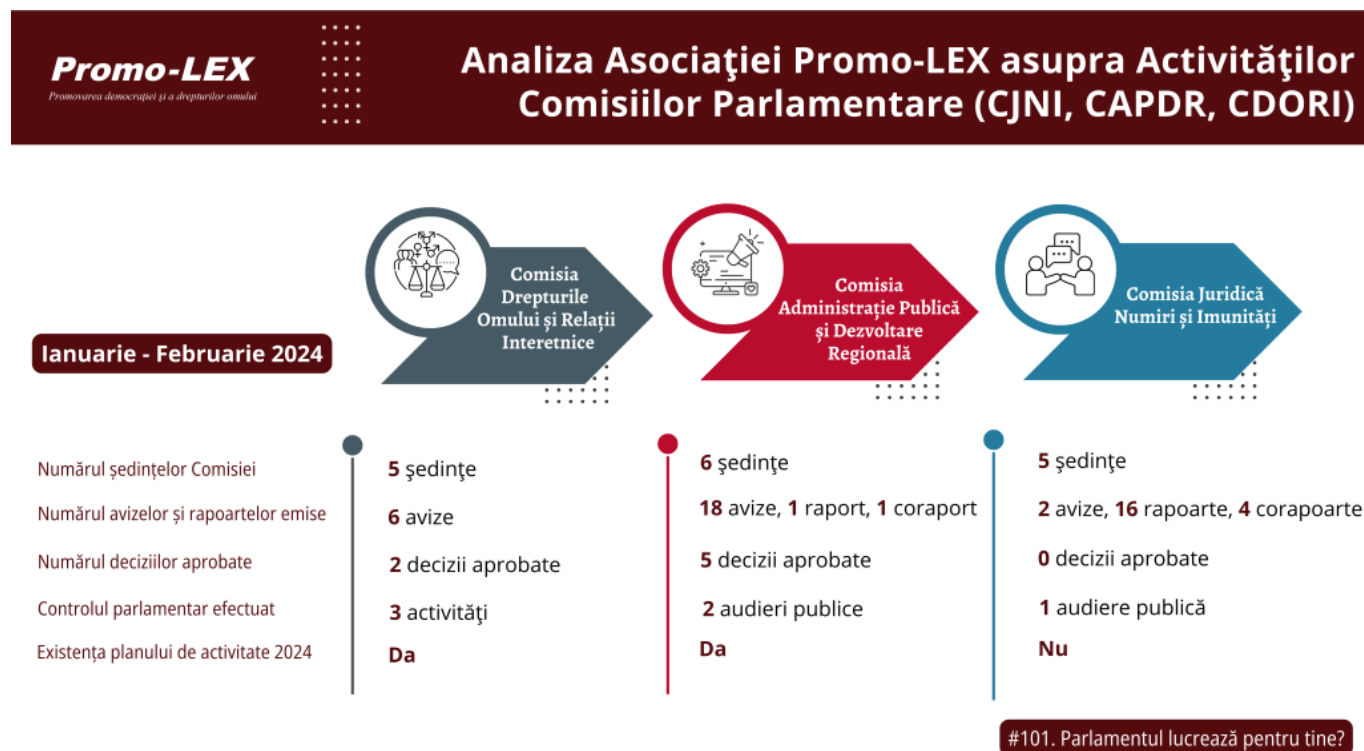 Promo-LEX
Promovarea democrației și a drepturilor omului
Analiza Asociaţiei Promo-LEX asupra Activităţilor
Comisiilor Parlamentare (CJNI, CAPDR, CDORI)
Ianuarie - Februarie 2024
Comisia
Drepturile
Omului și Relații
Interetnice
Comisia
Administrație Publică
și Dezvoltare
Regională
Comisia Juridică
Numiri și Imunități
Numărul ședințelor Comisiei
5 şedinţe
6 şedinţe
5 şedinţe
Numărul avizelor și rapoartelor emise
6 avize
18 avize, 1 raport, 1 coraport
2 avize, 16 rapoarte, 4 corapoarte
Numărul deciziilor aprobate
2 decizii aprobate
5 decizii aprobate
0 decizii aprobate
Controlul parlamentar efectuat
3 activităţi
2 audieri publice
1 audiere publică
Existența planului de activitate 2024
Da
Da
Nu
#101. Parlamentul lucrează pentru tine?